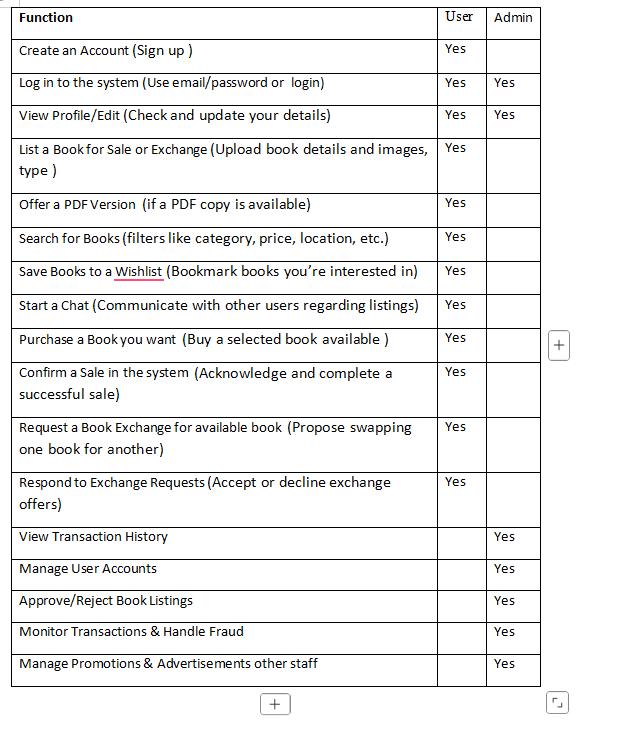 Function User Admin
Create an Account (Sign up ) Yes
Log in to the system (Use email/password or login) Yes Yes
View Profile/Edit (Check and update your details) Yes Yes
List a Book for Sale or Exchange (Upload book details and images, Yes
type )
Offer a PDF Version (if a PDF copy is available) Yes
Search for Books (filters like category, price, location, etc.) Yes
Save Books to a Wishlist (Bookmark books you’re interested in) Yes
Start a Chat (Communicate with other users regarding listings) Yes
Purchase a Book you want (Buy a selected book available ) Yes
Confirm a Sale in the system (Acknowledge and complete a Yes
successful sale)
Request a Book Exchange for available book (Propose swapping Yes
one book for another)
Respond to Exchange Requests (Accept or decline exchange Yes
offers)
View Transaction History Yes
Manage User Accounts Yes
Approve/Reject Book Listings Yes
Monitor Transactions & Handle Fraud Yes
Manage Promotions & Advertisements other staff Yes